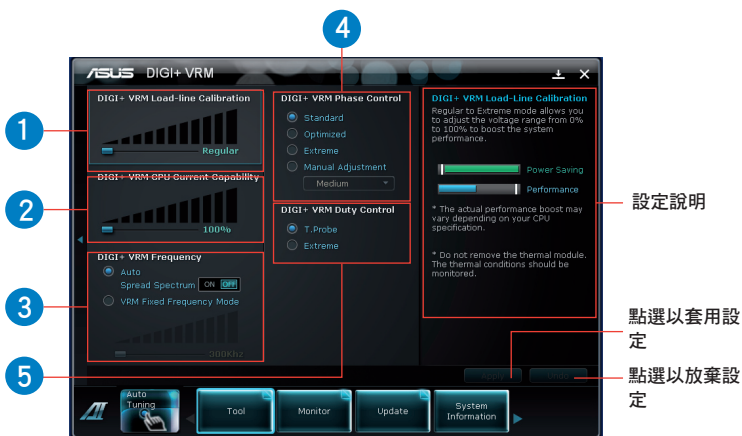 4
ASUS DIGI+ VRM
1
DIGI+ VRM Load-line Calibration
Regular
2
DIGI+ VRM CPU Current Capability
100%
3
DIGI+ VRM Frequency
Auto
Spread Spectrum ON OFF
VRM Fixed Frequency Mode
300Khz
DIGI+ VRM Phase Control
Standard
Optimized
Extreme
Manual Adjustment
Medium
DIGI+ VRM Duty Control
T.Probe
Extreme
5
DIGI+ VRM Load-Line Calibration
Regular to Extreme mode allows you
to adjust the voltage range from 0%
to 100% to boost the system
performance.
Power Saving
Performance
* The actual performance boost may
vary depending on your CPU
specification.
* Do not remove the thermal module.
The thermal conditions should be
monitored.
設定說明
點選以套用設
定
點選以放棄設
定
Auto
Tuning
Tool
Monitor
Update
System
Information